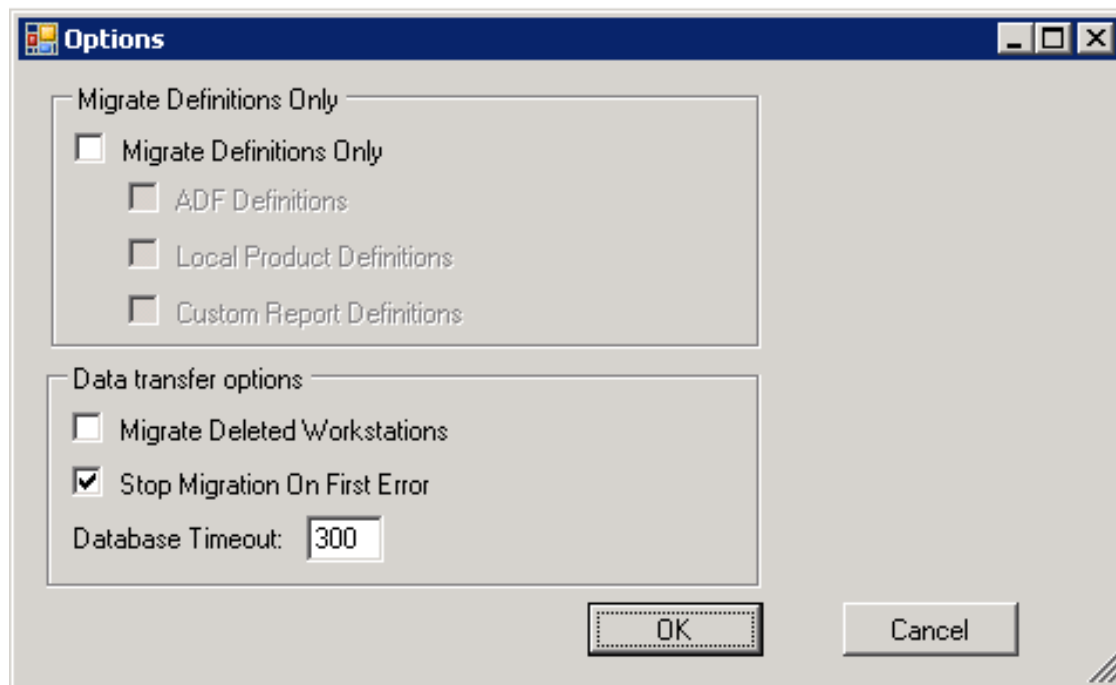 Options
Migrate Definitions Only
Migrate Definitions Only
ADF Definitions
Local Product Definitions
Custom Report Definitions
Data transfer options
Migrate Deleted Workstations
Stop Migration On First Error
Database Timeout: 300
OK Cancel